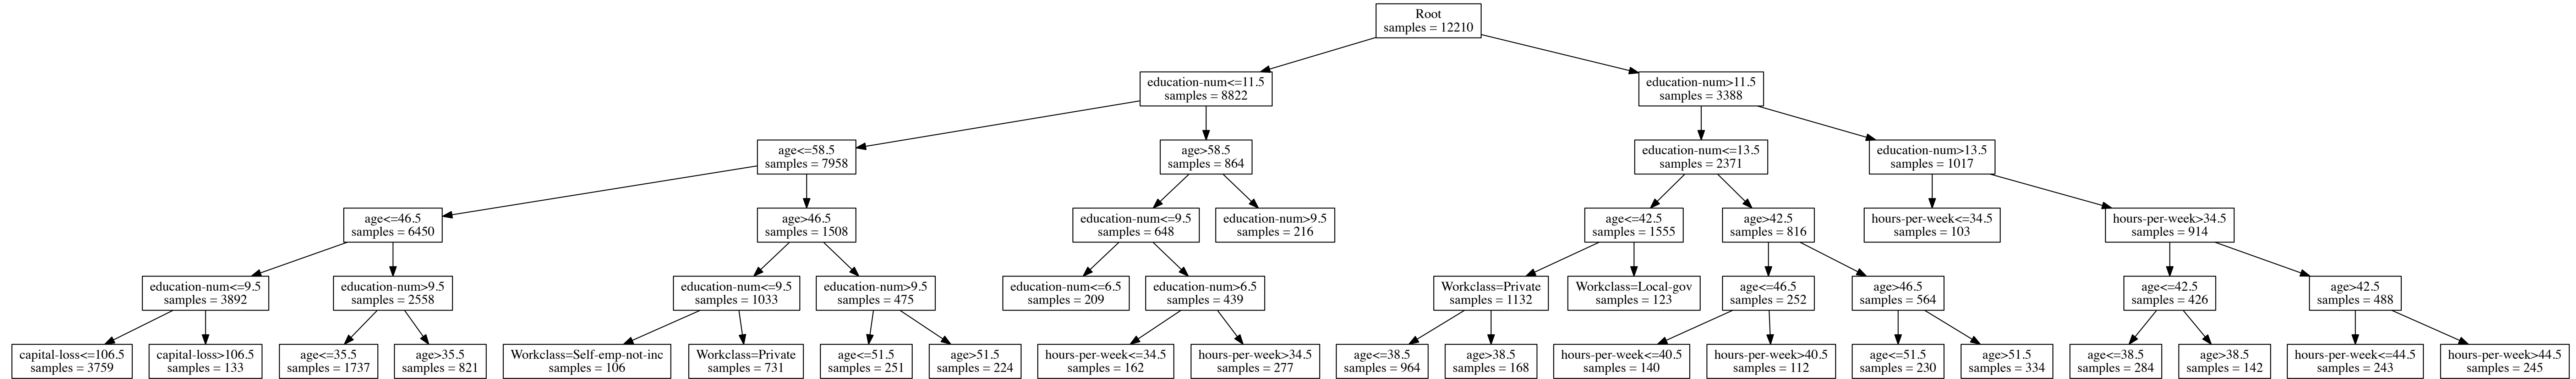 Root
samples = 12210
education-num<=11.5
samples = 8822
education-num>11.5
samples = 3388
age<=58.5
samples = 7958
age>58.5
samples = 864
education-num<=13.5
samples = 2371
education-num>13.5
samples = 1017
age<=46.5
samples = 6450
age>46.5
samples = 1508
education-num<=9.5
samples = 648
education-num>9.5
samples = 216
age<=42.5
samples = 1555
age>42.5
samples = 816
hours-per-week<=34.5
samples = 103
hours-per-week>34.5
samples = 914
education-num<=9.5
samples = 3892
education-num>9.5
samples = 2558
education-num<=9.5
samples = 1033
education-num>9.5
samples = 475
education-num<=6.5
samples = 209
education-num>6.5
samples = 439
Workclass=Private
samples = 1132
Workclass=Local-gov
samples = 123
age<=46.5
samples = 252
age>46.5
samples = 564
age<=42.5
samples = 426
age>42.5
samples = 488
capital-loss<=106.5
samples = 3759
capital-loss>106.5
samples = 133
age<=35.5
samples = 1737
age>35.5
samples = 821
Workclass=Self-emp-not-inc
samples = 106
Workclass=Private
samples = 731
age<=51.5
samples = 251
age>51.5
samples = 224
hours-per-week<=34.5
samples = 162
hours-per-week>34.5
samples = 277
age<=38.5
samples = 964
age>38.5
samples = 168
hours-per-week<=40.5
samples = 140
hours-per-week>40.5
samples = 112
age<=51.5
samples = 230
age>51.5
samples = 334
age<=38.5
samples = 284
age>38.5
samples = 142
hours-per-week<=44.5
samples = 243
hours-per-week>44.5
samples = 245